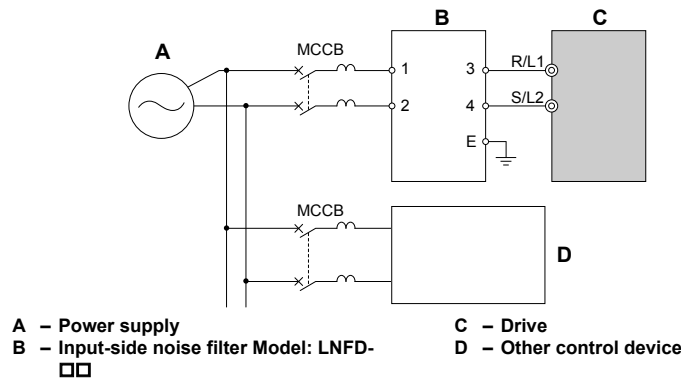 B
C
A
MCCB
1
3
R/L1
2
4
S/L2
E
MCCB
D
A – Power supply
B – Input-side noise filter Model: LNFD-
□□
C – Drive
D – Other control device